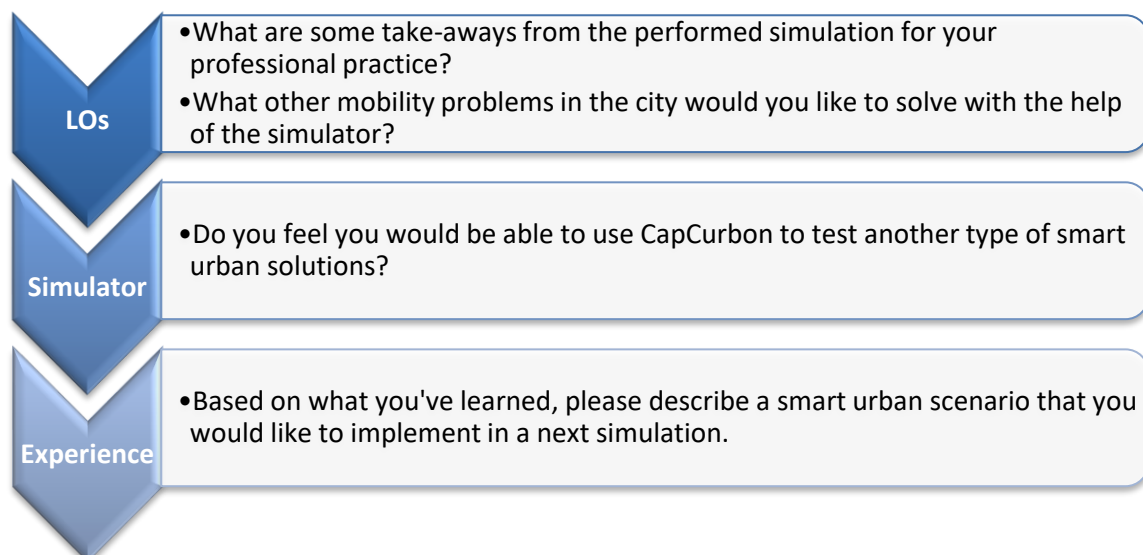 •What are some take-aways from the performed simulation for your
professional practice?
•What other mobility problems in the city would you like to solve with the help
of the simulator?
LOs
•Do you feel you would be able to use CapCurbon to test another type of smart
urban solutions?
Simulator
•Based on what you've learned, please describe a smart urban scenario that you
would like to implement in a next simulation.
Experience